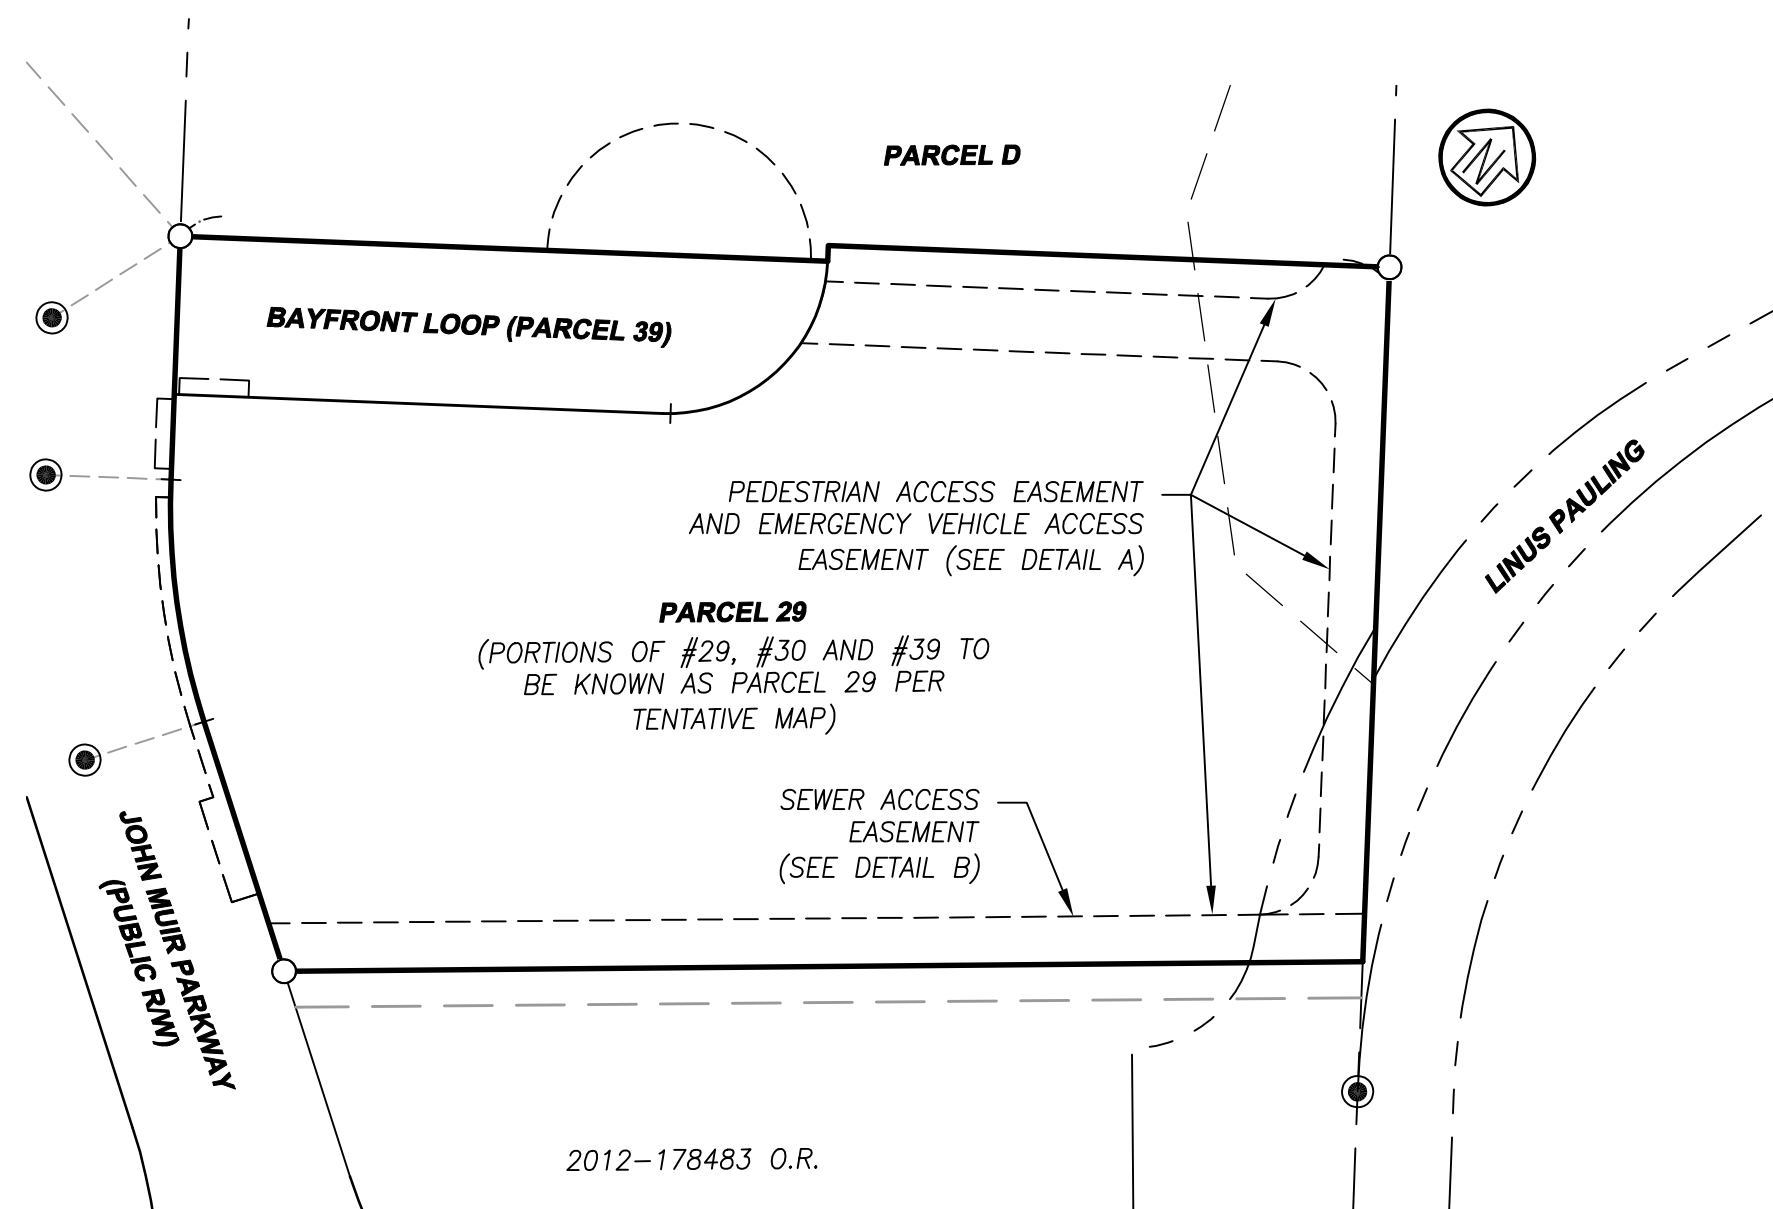 PARCEL D
N
BAYFRONT LOOP (PARCEL 39)
PEDESTRIAN ACCESS EASEMENT
AND EMERGENCY VEHICLE ACCESS
EASEMENT (SEE DETAIL A)
LINUS PAULING
PARCEL 29
(PORTIONS OF #29, #30 AND #39 TO
BE KNOWN AS PARCEL 29 PER
TENTATIVE MAP)
SEWER ACCESS
EASEMENT
(SEE DETAIL B)
JOHN MUIR PARKWAY
(PUBLIC R/W)
2012-178483 O.R.